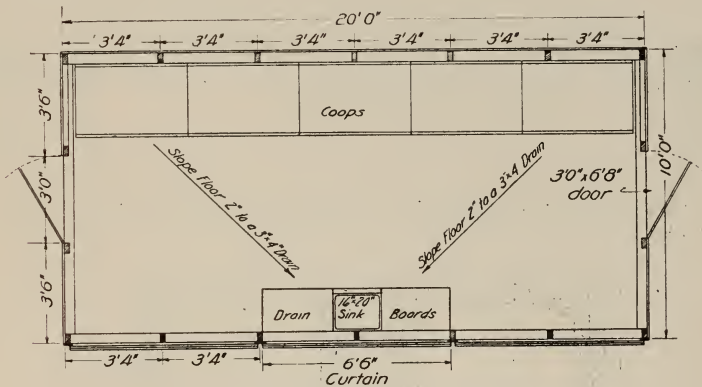 20'0"
3'4" 3'4" 3'4" 3'4" 3'4" 3'4"
3'6"
Coops
10'0"
3'0"
Slope Floor 2" to a 3"x4" Drain
Slope Floor 2" to a 3"x4 Drain
3'0"x6'8"
door
3'6"
Drain
16"x20"
Sink
Boards
3'4" 3'4" 6'6"
Curtain